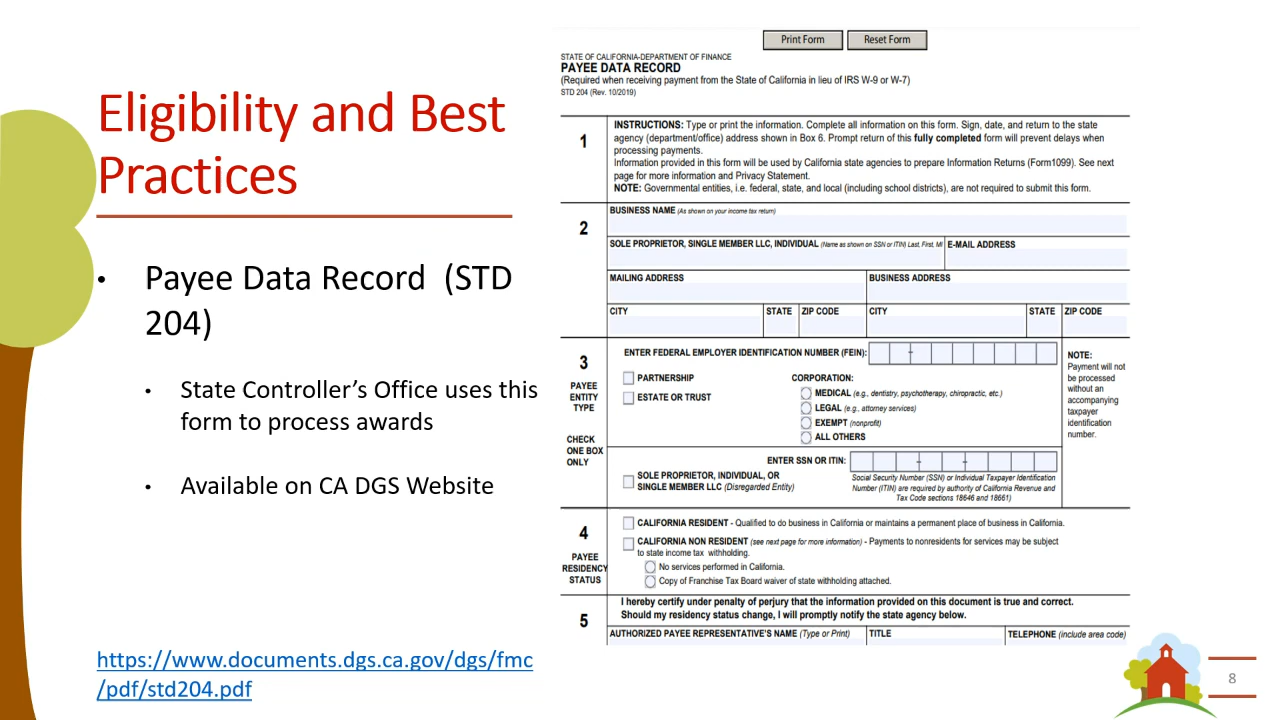 Eligibility and Best
Practices
• Payee Data Record (STD
204)
• State Controller's Office uses this
form to process awards
• Available on CA DGS Website
https://www.documents.dgs.ca.gov/dgs/fmc
/pdf/std204.pdf
Print Form Reset Form
STATE OF CALIFORNIA-DEPARTMENT OF FINANCE
PAYEE DATA RECORD
(Required when receiving payment from the State of California in lieu of IRS W-9 or W-7)
STD 204 (Rev. 10/2019)
1
INSTRUCTIONS: Type or print the information. Complete all information on this form. Sign, date, and return to the state
agency (department/office) address shown in Box 6. Prompt return of this fully completed form will prevent delays when
processing payments.
Information provided in this form will be used by California state agencies to prepare Information Returns (Form1099). See next
page for more information and Privacy Statement.
NOTE: Governmental entities, i.e. federal, state, and local (including school districts), are not required to submit this form.
2
BUSINESS NAME (As shown on your income tax return)
SOLE PROPRIETOR, SINGLE MEMBER LLC, INDIVIDUAL (Name as shown on SSN or ITIN) Last, First, MI E-MAIL ADDRESS
MAILING ADDRESS BUSINESS ADDRESS
CITY STATE ZIP CODE CITY STATE ZIP CODE
3
PAYEE
ENTITY
TYPE
CHECK
ONE BOX
ONLY
ENTER FEDERAL EMPLOYER IDENTIFICATION NUMBER (FEIN):
PARTNERSHIP
ESTATE OR TRUST
CORPORATION:
MEDICAL (e.g., dentistry, psychotherapy, chiropractic, etc.)
LEGAL (e.g., attorney services)
EXEMPT (nonprofit)
ALL OTHERS
NOTE:
Payment will not
be processed
without an
accompanying
taxpayer
identification
number.
ENTER SSN OR ITIN:
SOLE PROPRIETOR, INDIVIDUAL, OR
SINGLE MEMBER LLC (Disregarded Entity)
Social Security Number (SSN) or Individual Taxpayer Identification
Number (ITIN) are required by authority of California Revenue and
Tax Code sections 18646 and 18661)
4
PAYEE
RESIDENCY
STATUS
CALIFORNIA RESIDENT - Qualified to do business in California or maintains a permanent place of business in California.
CALIFORNIA NON RESIDENT (see next page for more information) - Payments to nonresidents for services may be subject
to state income tax withholding.
No services performed in California.
Copy of Franchise Tax Board waiver of state withholding attached.
5
I hereby certify under penalty of perjury that the information provided on this document is true and correct.
Should my residency status change, I will promptly notify the state agency below.
AUTHORIZED PAYEE REPRESENTATIVE'S NAME (Type or Print) TITLE TELEPHONE (include area code)
8